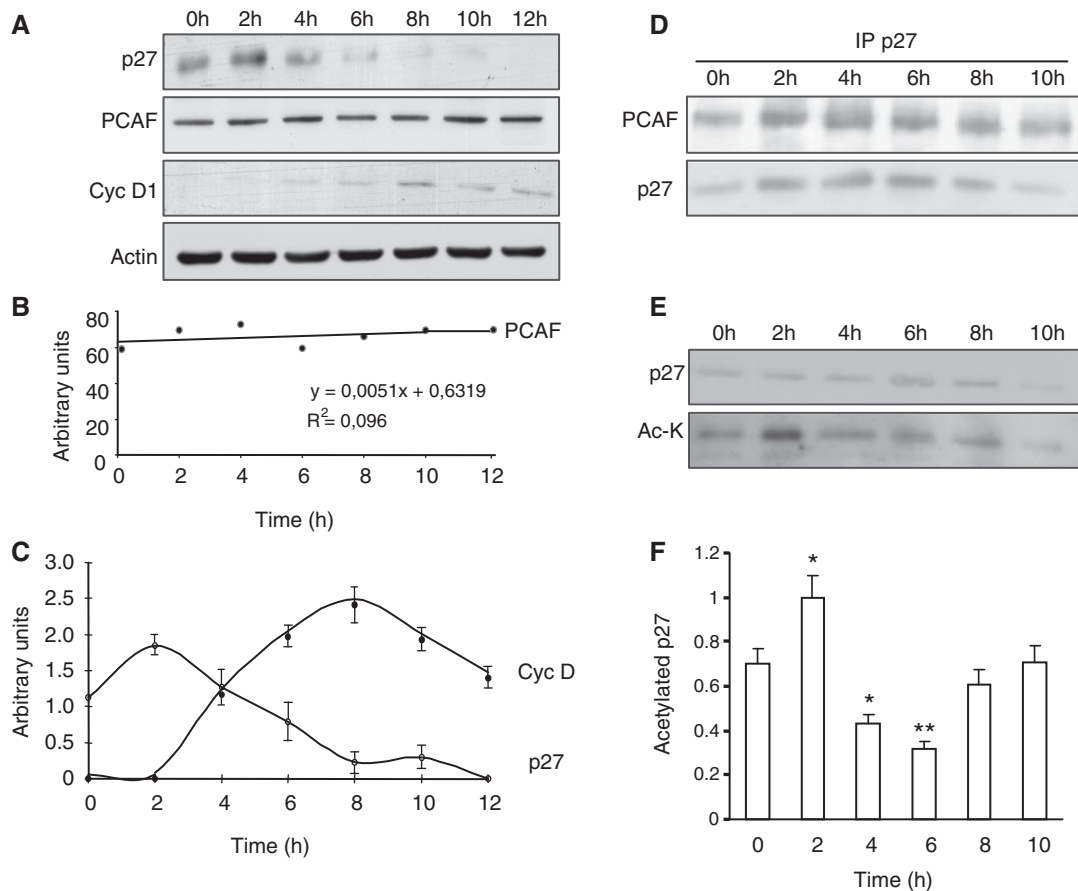 A
0h 2h 4h 6h 8h 10h 12h
p27
PCAF
Cyc D1
Actin
B
80
60
40
20
0
Arbitrary units
PCAF
y = 0,0051x + 0,6319
R2= 0,096
0 2 4 6 8 10 12
Time (h)
C
3.0
2.5
2.0
1.5
1.0
0.5
0
Arbitrary units
Cyc D
p27
0 2 4 6 8 10 12
Time (h)
D
IP p27
0h 2h 4h 6h 8h 10h
PCAF
p27
E
0h 2h 4h 6h 8h 10h
p27
Ac-K
F
1.2
1
0.8
0.6
0.4
0.2
0
Acetylated p27
*
*
**
0 2 4 6 8 10
Time (h)